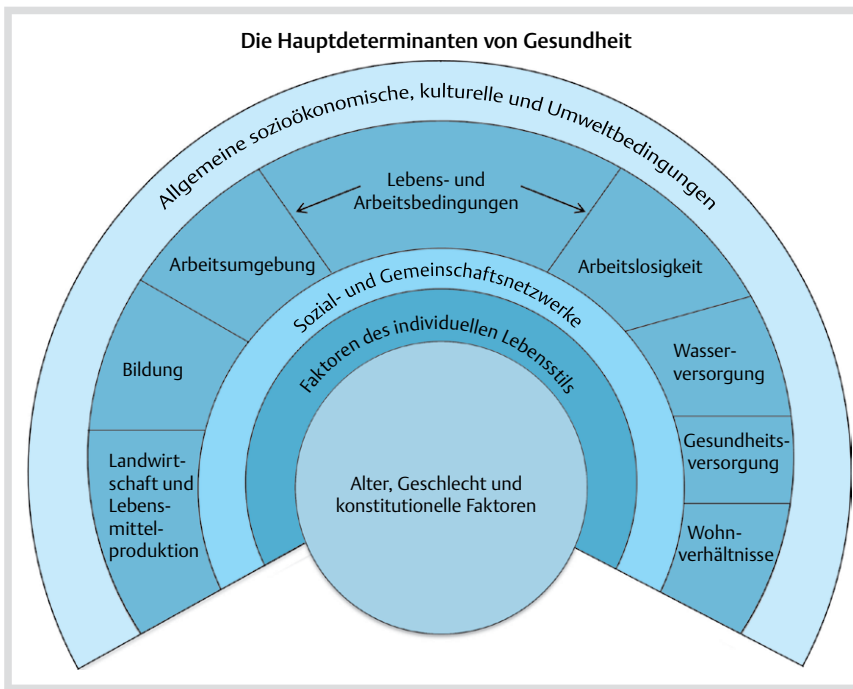 Die Hauptdeterminanten von Gesundheit
Allgemeine sozioökonomische, kulturelle und Umweltbedingungen
Lebens- und
Arbeitsbedingungen
Arbeitsumgebung
Arbeitslosigkeit
Sozial- und Gemeinschaftsnetzwerke
Faktoren des individuellen Lebensstils
Bildung
Wasser-
versorgung
Landwirt-
schaft und
Lebens-
mittel-
produktion
Gesundheits-
versorgung
Alter, Geschlecht und
konstitutionelle Faktoren
Wohn-
verhältnisse